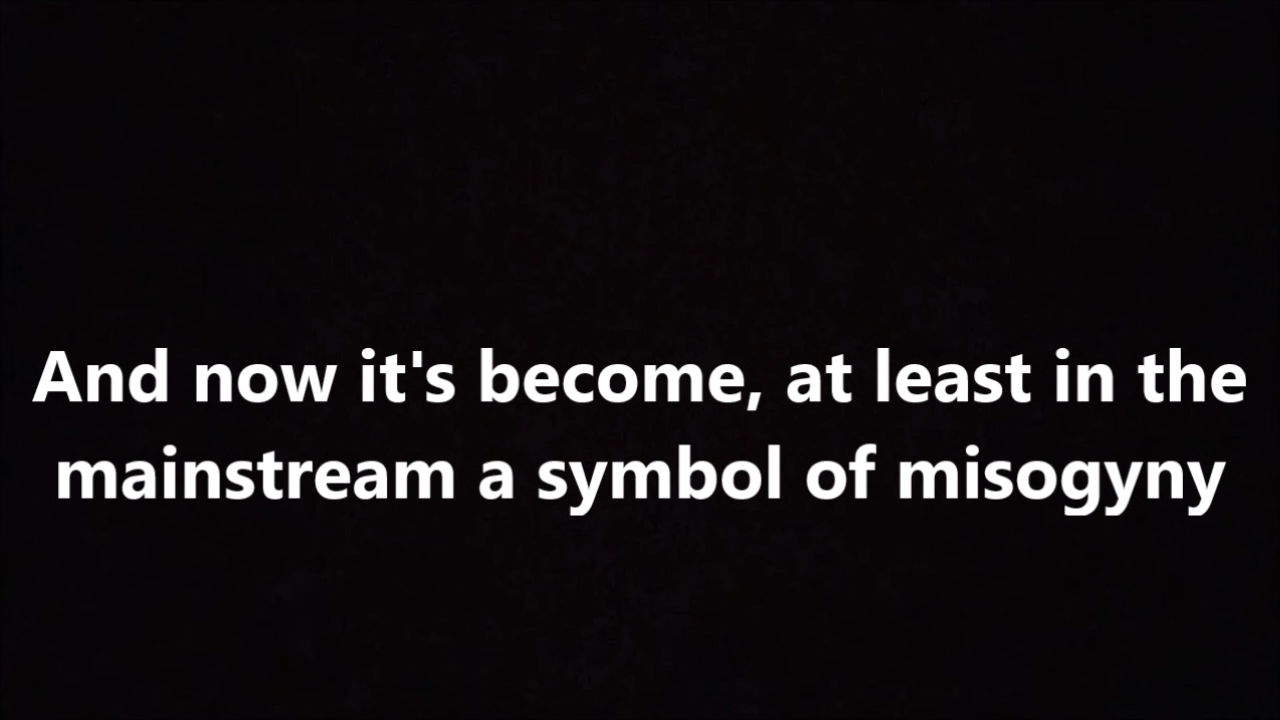 And now it's become, at least in the
mainstream a symbol of misogyny